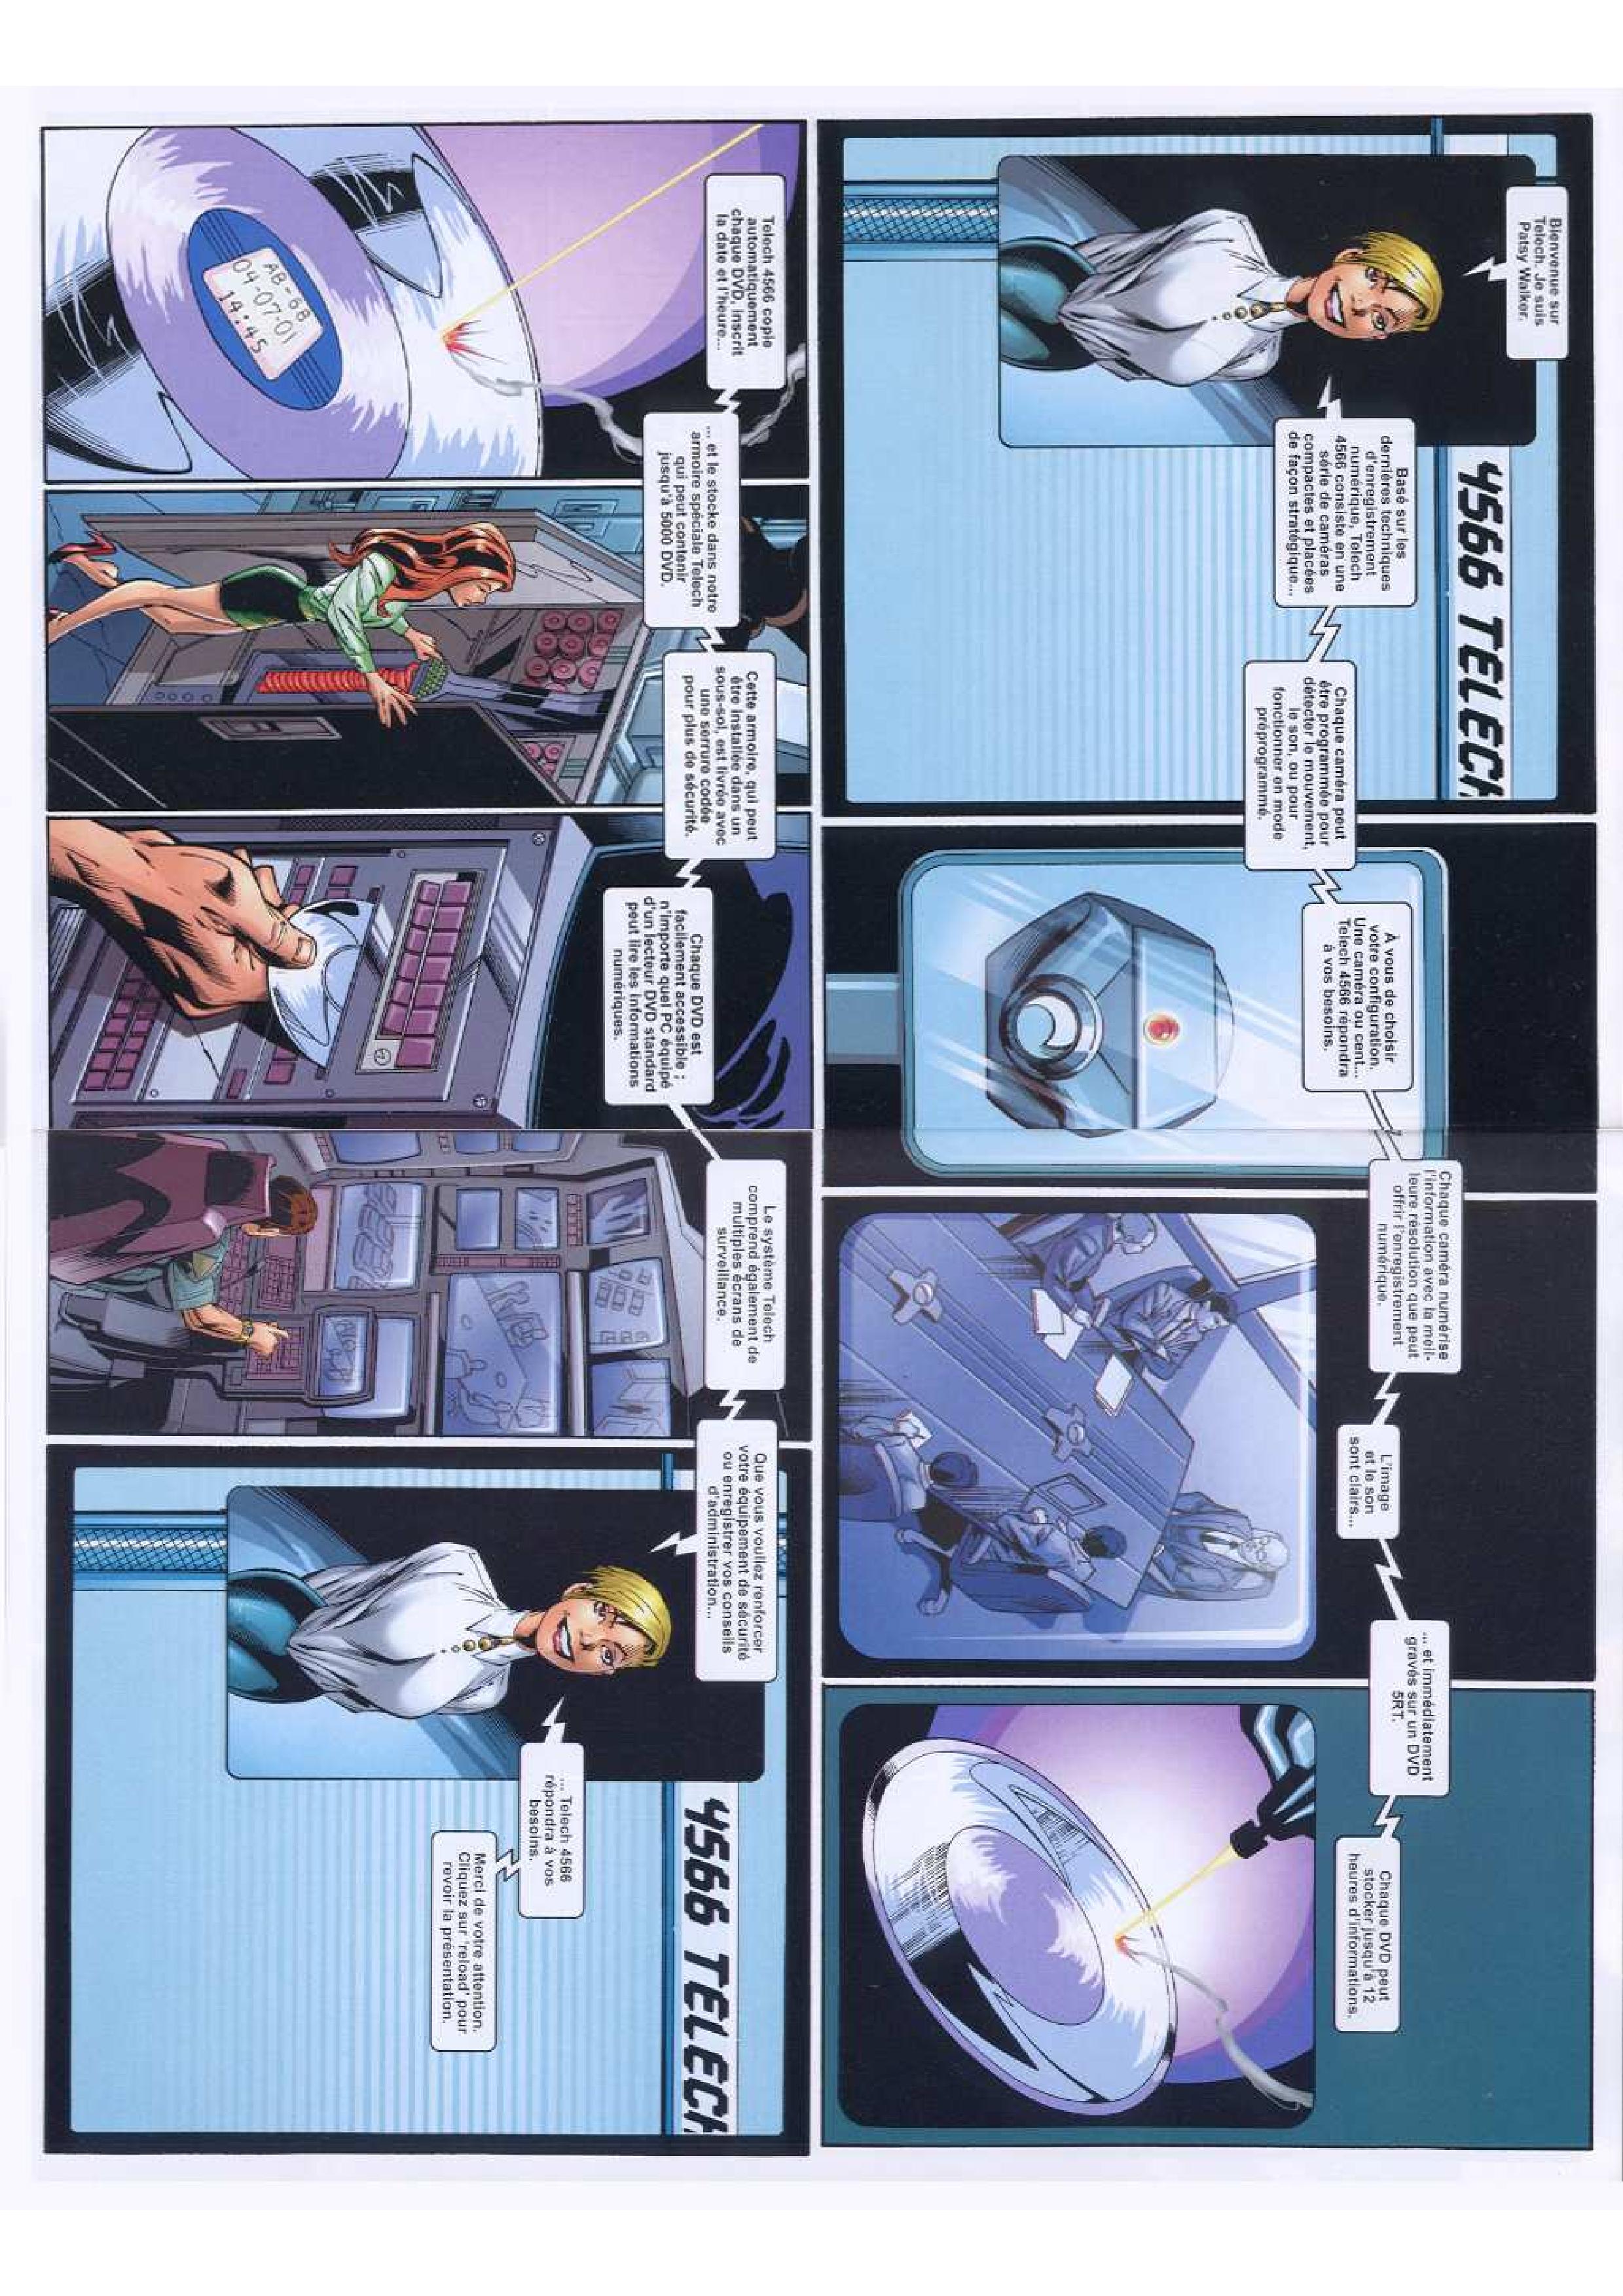 Bienvenue sur
Telech. Je suis
Patsy Walker.
4566 TELECH
Basé sur les
dernières techniques
d'enregistrement
numérique, Telech
4566 consiste en une
série de caméras
compactes et placées
de façon stratégique...
Chaque caméra peut
être programmée pour
détecter le mouvement,
le son, ou pour
fonctionner en mode
préprogrammé.
À vous de choisir
votre configuration.
Une caméra ou cent...
Telech 4566 répondra
à vos besoins.
Chaque caméra numérise
l'information avec la meil-
leure résolution que peut
offrir l'enregistrement
numérique.
L'image
et le son
sont clairs...
... et immédiatement
gravés sur un DVD
5RT.
Chaque DVD peut
stocker jusqu'à 12
heures d'informations.
Telech 4566 copie
automatiquement
chaque DVD, inscrit
la date et l'heure...
AB-68
04-07-01
14:45
... et le stocke dans notre
armoire spéciale Telech
qui peut contenir
jusqu'à 5000 DVD.
Cette armoire, qui peut
être installée dans un
sous-sol, est livrée avec
une serrure codée
pour plus de sécurité.
Chaque DVD est
facilement accessible ;
n'importe quel PC équipé
d'un lecteur DVD standard
peut lire les informations
numériques.
Le système Telech
comprend également de
multiples écrans de
surveillance.
Que vous vouliez renforcer
votre équipement de sécurité
ou enregistrer vos conseils
d'administration...
4566 TELECH
... Telech 4566
répondra à vos
besoins.
Merci de votre attention.
Cliquez sur 'reload' pour
revoir la présentation.